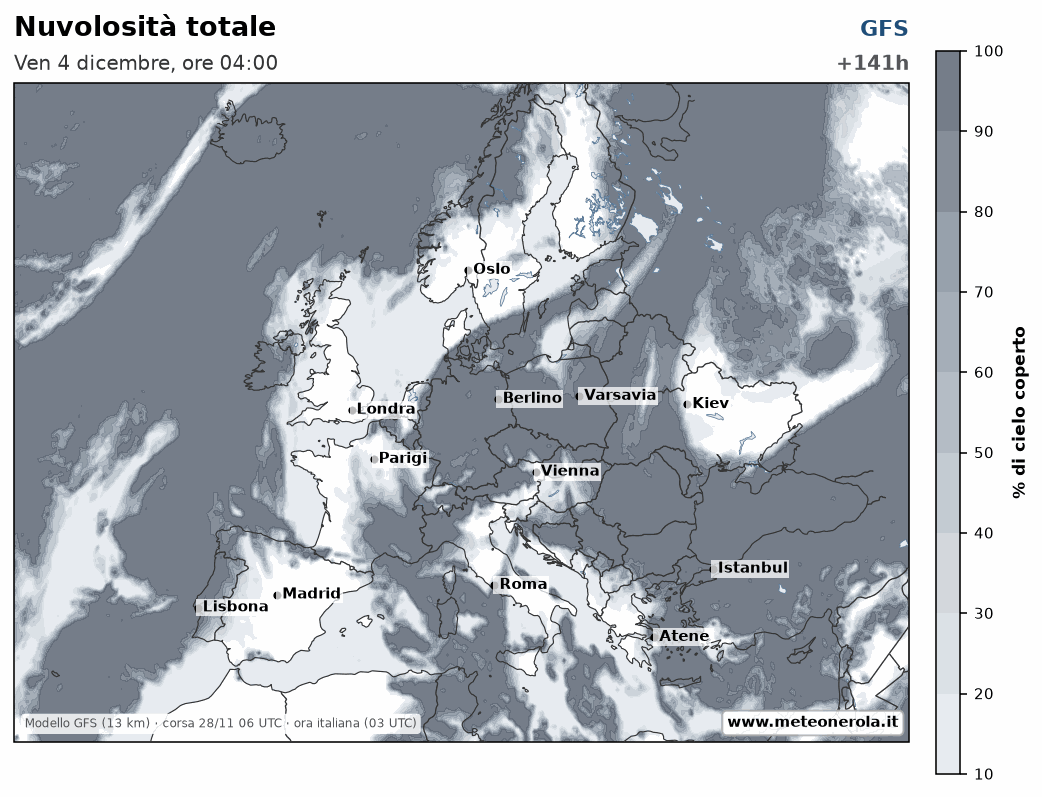 Nuvolosità totale
GFS
Ven 4 dicembre, ore 04:00
+141h
100
90
80
70
60
50
40
30
20
10
% di cielo coperto
Oslo
Berlino
Varsavia
Kiev
Londra
Parigi
Vienna
Istanbul
Roma
Madrid
Lisbona
Atene
Modello GFS (13 km) · corsa 28/11 06 UTC · ora italiana (03 UTC)
www.meteonerola.it